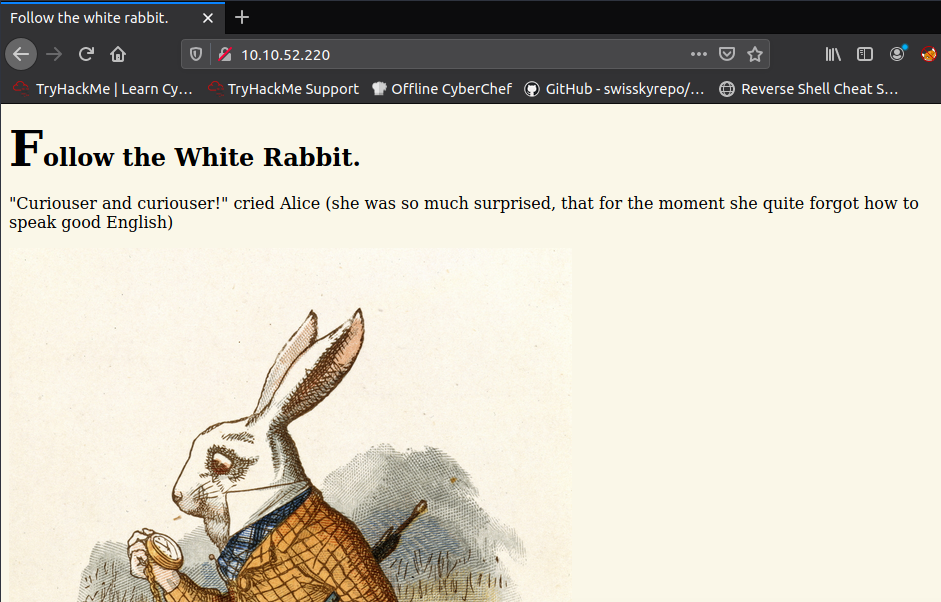 Follow the white rabbit.
10.10.52.220
TryHackMe | Learn Cy…
TryHackMe Support
Offline CyberChef
GitHub - swisskyrepo/…
Reverse Shell Cheat S…
Follow the White Rabbit.
"Curiouser and curiouser!" cried Alice (she was so much surprised, that for the moment she quite forgot how to
speak good English)